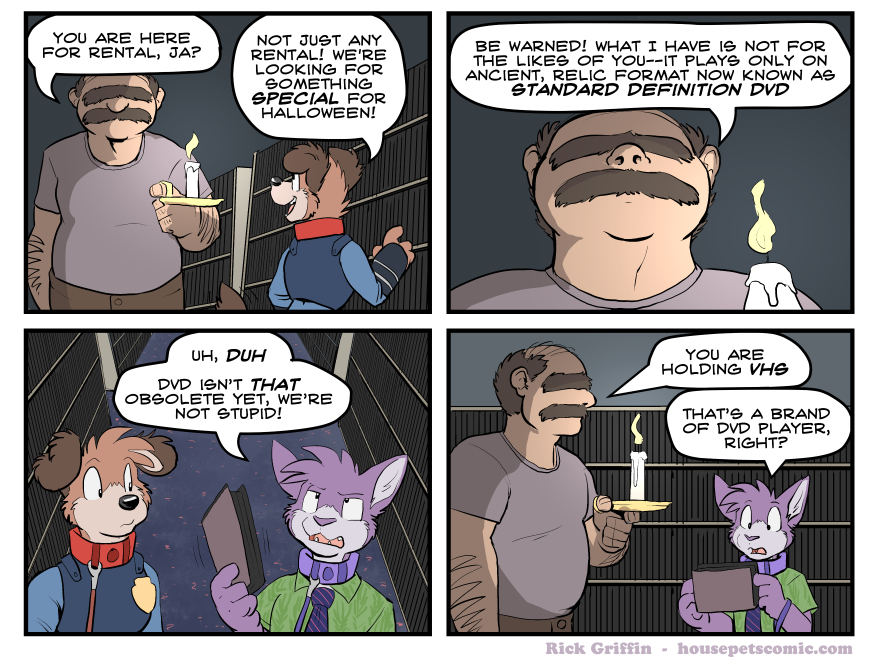 YOU ARE HERE
FOR RENTAL, JA?
NOT JUST ANY
RENTAL! WE'RE
LOOKING FOR
SOMETHING
SPECIAL FOR
HALLOWEEN!
BE WARNED! WHAT I HAVE IS NOT FOR
THE LIKES OF YOU--IT PLAYS ONLY ON
ANCIENT, RELIC FORMAT NOW KNOWN AS
STANDARD DEFINITION DVD
UH, DUH
DVD ISN'T THAT
OBSOLETE YET, WE'RE
NOT STUPID!
YOU ARE
HOLDING VHS
THAT'S A BRAND
OF DVD PLAYER,
RIGHT?
Rick Griffin - housepetscomic.com